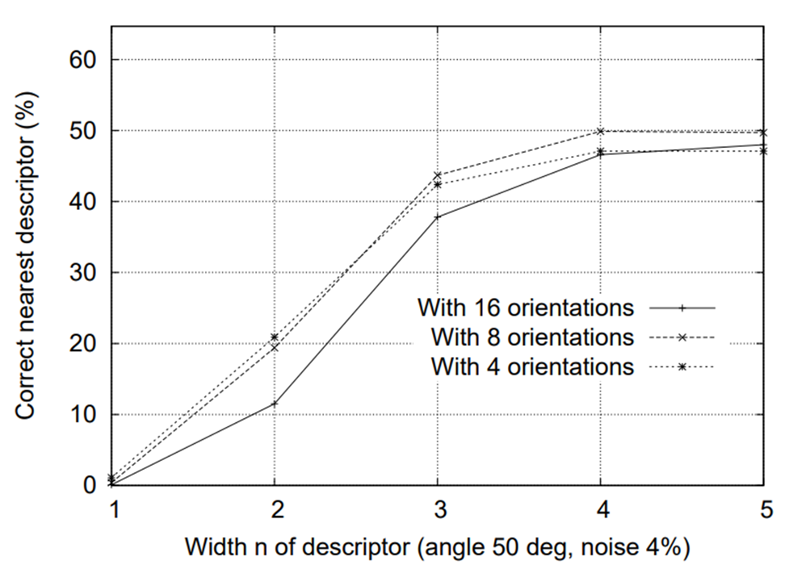 60
50
40
30
20
10
0
Correct nearest descriptor (%)
With 16 orientations
With 8 orientations
With 4 orientations
1 2 3 4 5
Width n of descriptor (angle 50 deg, noise 4%)